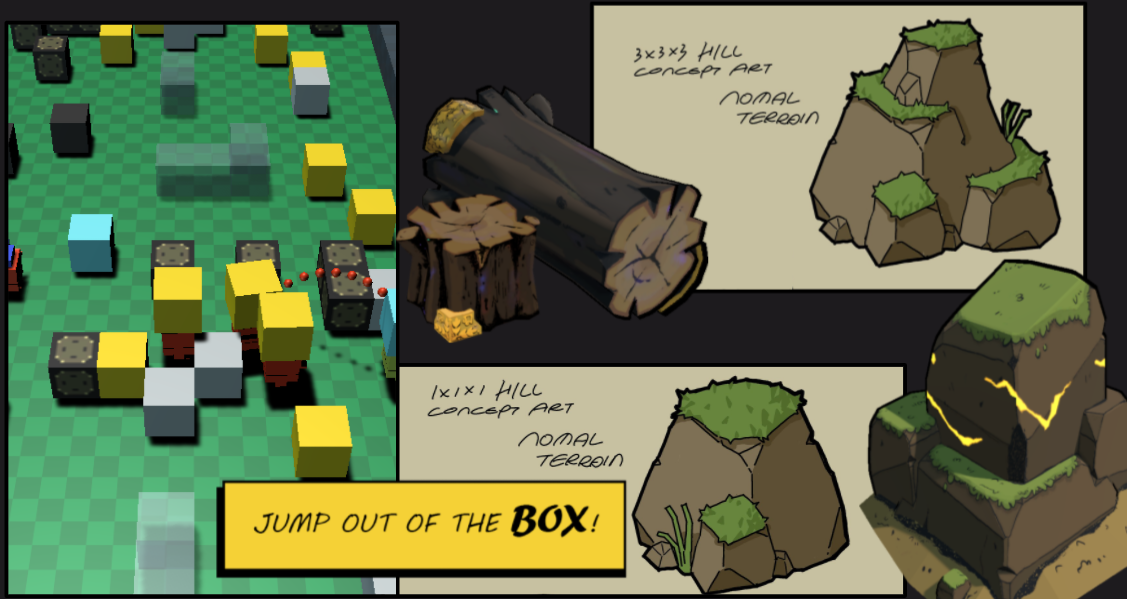 3x3x3 HILL
CONCEPT ART
NOMAL
TERRAIN
1x1x1 HILL
CONCEPT ART
NOMAL
TERRAIN
JUMP OUT OF THE BOX!